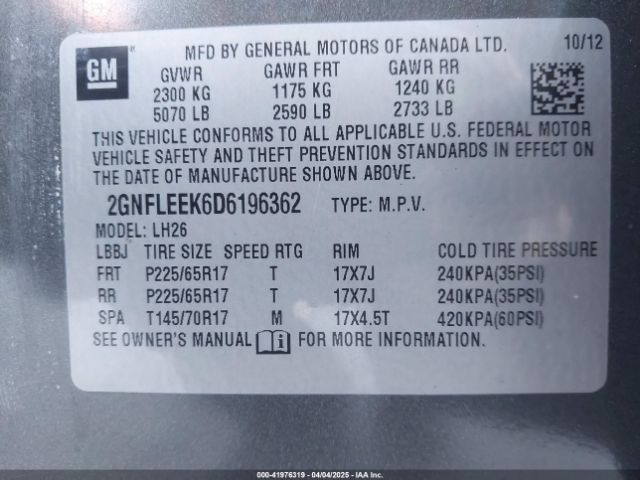 GM
MFD BY GENERAL MOTORS OF CANADA LTD. 10/12
GVWR GAWR FRT GAWR RR
2300 KG 1175 KG 1240 KG
5070 LB 2590 LB 2733 LB
THIS VEHICLE CONFORMS TO ALL APPLICABLE U.S. FEDERAL MOTOR
VEHICLE SAFETY AND THEFT PREVENTION STANDARDS IN EFFECT ON
THE DATE OF MANUFACTURE SHOWN ABOVE.
2GNFLEEK6D6196362 TYPE: M.P.V.
MODEL: LH26
LBBJ TIRE SIZE SPEED RTG RIM COLD TIRE PRESSURE
FRT P225/65R17 T 17X7J 240KPA(35PSI)
RR P225/65R17 T 17X7J 240KPA(35PSI)
SPA T145/70R17 M 17X4.5T 420KPA(60PSI)
SEE OWNER'S MANUAL i FOR MORE INFORMATION.
000-41976319 - 04/04/2025 - IAA Inc.